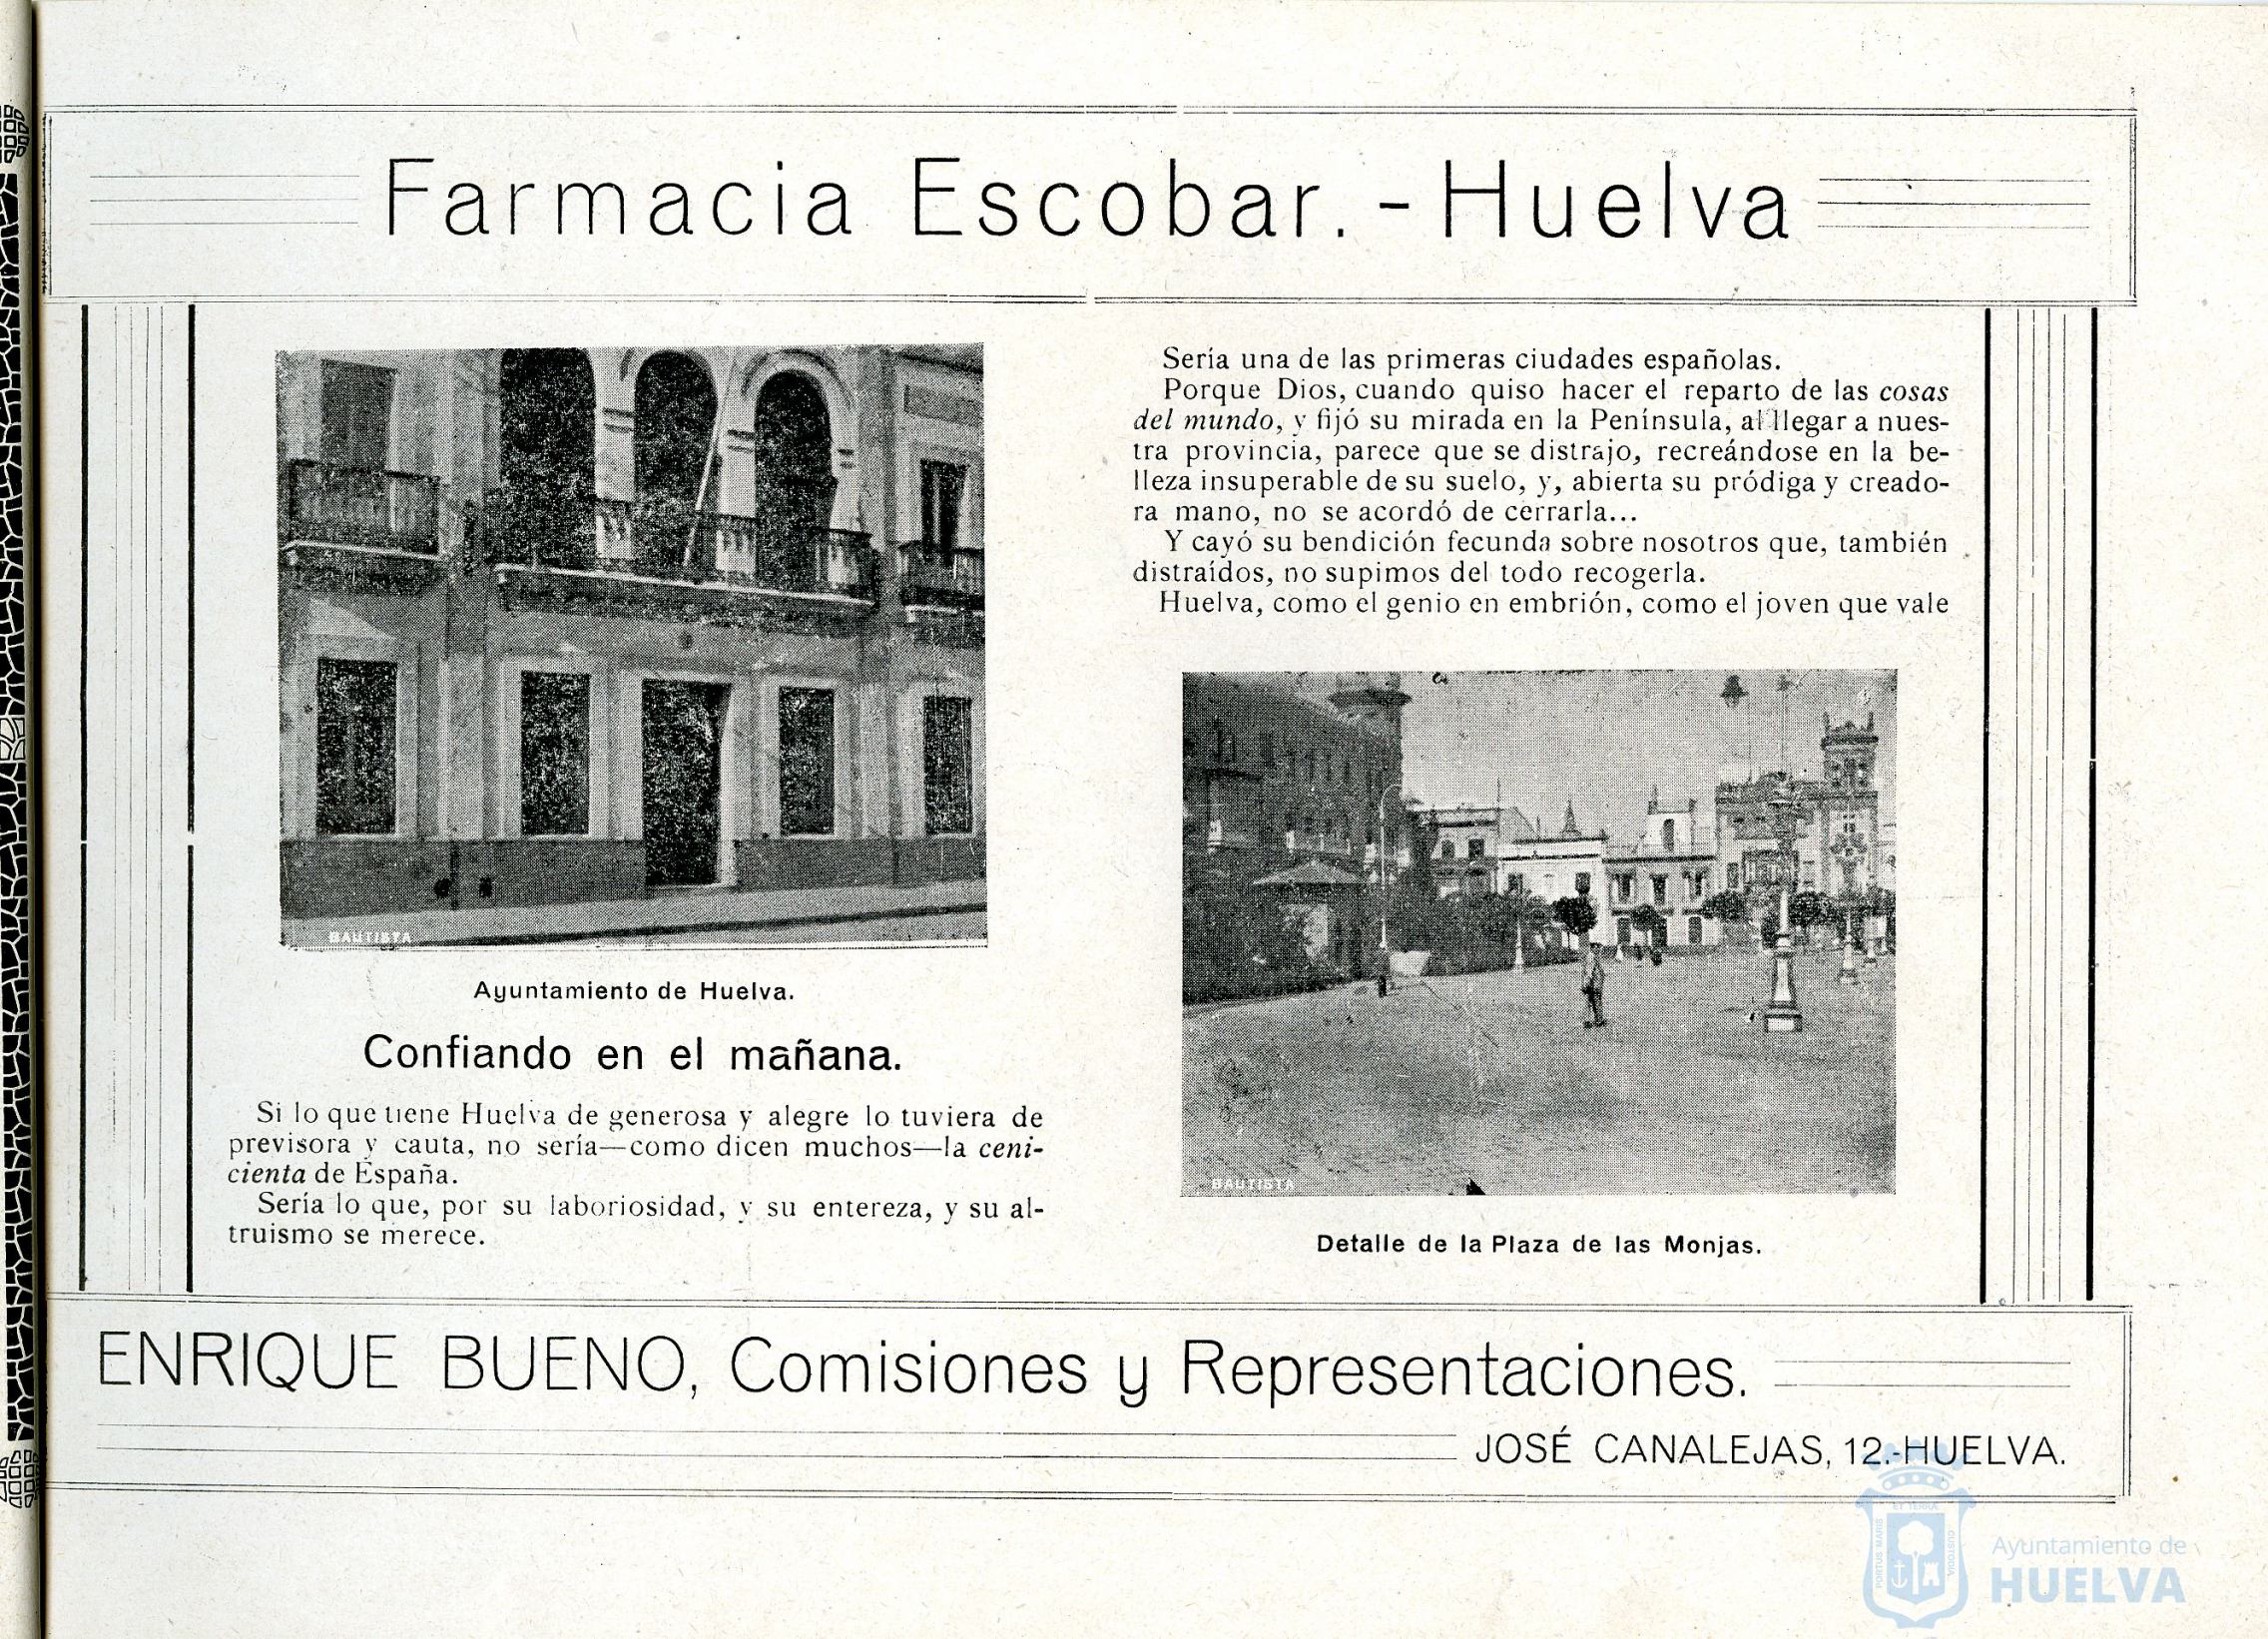 Farmacia Escobar. - Huelva
BAUTISTA
Ayuntamiento de Huelva.
Confiando en el mañana.
Si lo que tiene Huelva de generosa y alegre lo tuviera de
previsora y cauta, no sería—como dicen muchos—la ceni-
cienta de España.
Sería lo que, por su laboriosidad, y su entereza, y su al-
truismo se merece.
Sería una de las primeras ciudades españolas.
Porque Dios, cuando quiso hacer el reparto de las cosas
del mundo, y fijó su mirada en la Península, al llegar a nues-
tra provincia, parece que se distrajo, recreándose en la be-
lleza insuperable de su suelo, y, abierta su pródiga y creado-
ra mano, no se acordó de cerrarla...
Y cayó su bendición fecunda sobre nosotros que, también
distraídos, no supimos del todo recogerla.
Huelva, como el genio en embrión, como el joven que vale
BAUTISTA
Detalle de la Plaza de las Monjas.
ENRIQUE BUENO, Comisiones y Representaciones.
JOSÉ CANALEJAS, 12.-HUELVA.
PORTUS MARIS
ET TERRA
CUSTODIA
Ayuntamiento de
HUELVA